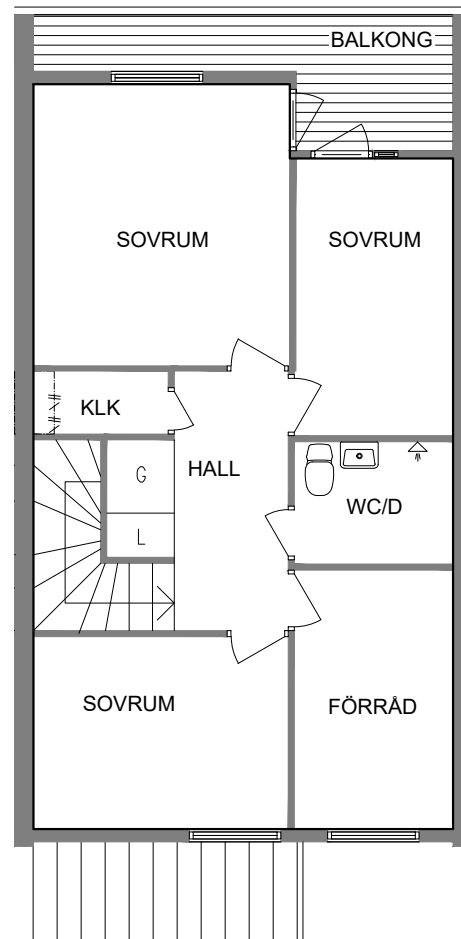 BALKONG
SOVRUM
SOVRUM
KLK
HALL
G
L
WC/D
SOVRUM
FÖRRÅD